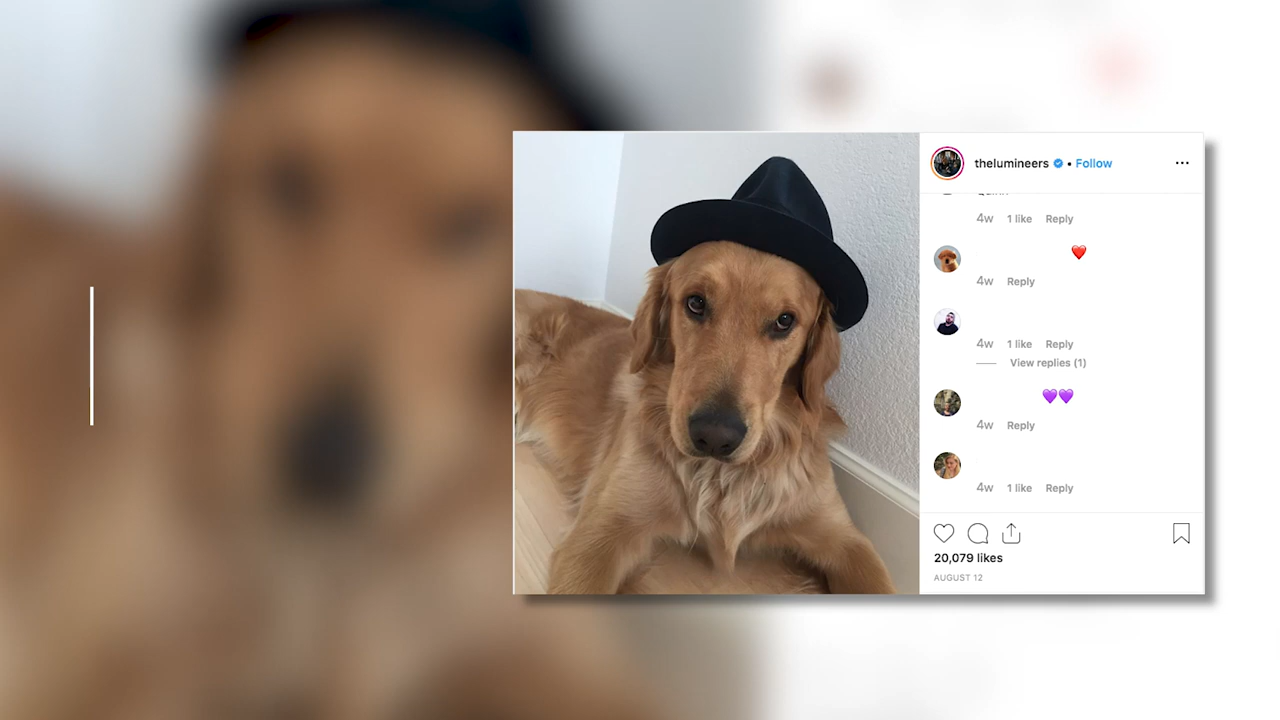 thelumineers • Follow
4w 1 like Reply
4w Reply
4w 1 like Reply
View replies (1)
4w Reply
4w 1 like Reply
20,079 likes
AUGUST 12